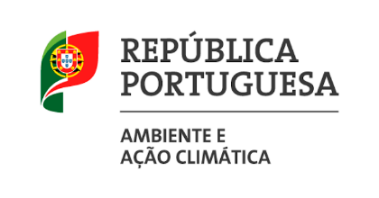 REPÚBLICA
PORTUGUESA
AMBIENTE E
AÇÃO CLIMÁTICA